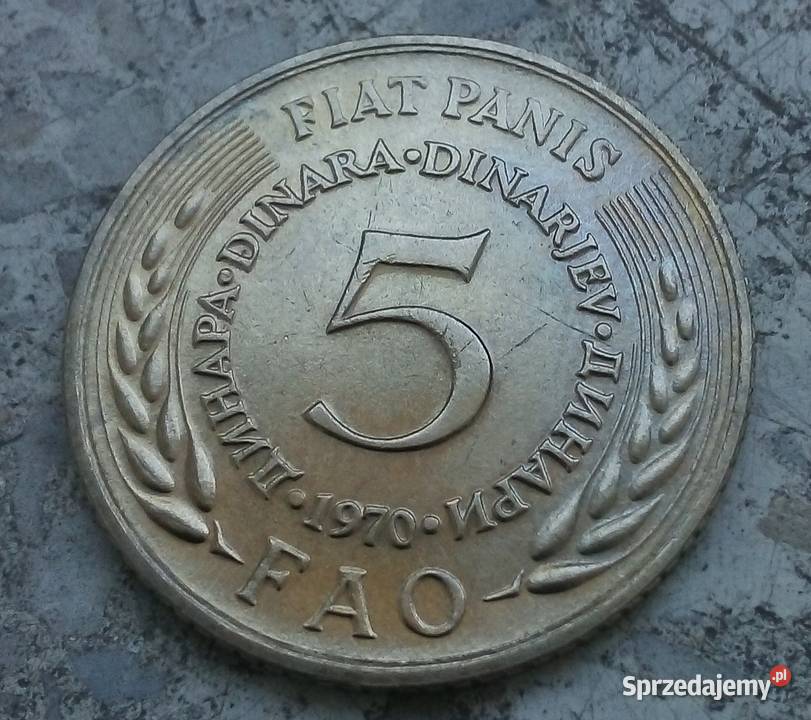 FIAT PANIS
ДИНАРА•DINARA•DINARJEV•ДИНАРИ
5
•1970•
FAO
Sprzedajemy.pl